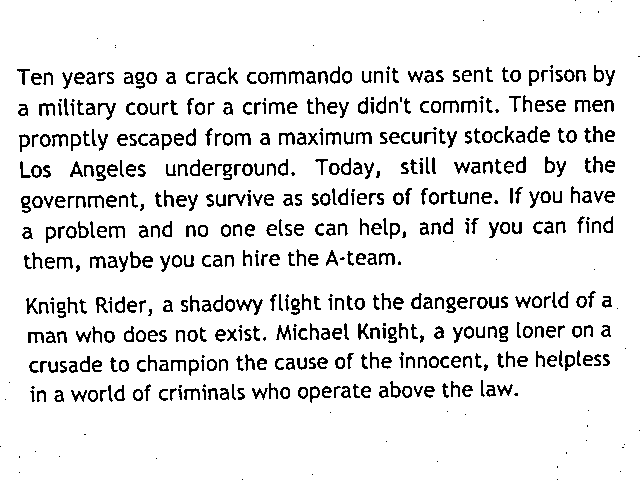 Ten years ago a crack commando unit was sent to prison by
a military court for a crime they didn't commit. These men
promptly escaped from a maximum security stockade to the
Los Angeles underground. Today, still wanted by the
government, they survive as soldiers of fortune. If you have
a problem and no one else can help, and if you can find
them, maybe you can hire the A-team.
Knight Rider, a shadowy flight into the dangerous world of a
man who does not exist. Michael Knight, a young loner on a
crusade to champion the cause of the innocent, the helpless
in a world of criminals who operate above the law.